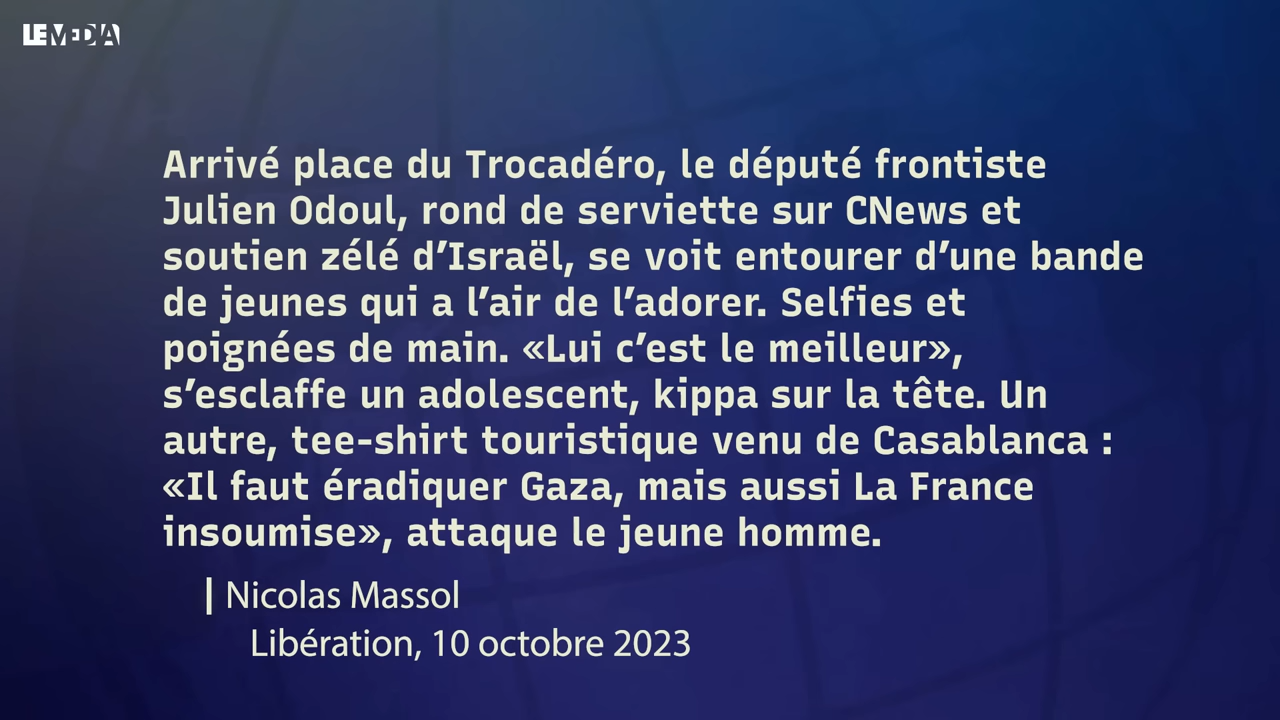 LEMEDIA
Arrivé place du Trocadéro, le député frontiste
Julien Odoul, rond de serviette sur CNews et
soutien zélé d’Israël, se voit entourer d’une bande
de jeunes qui a l’air de l’adorer. Selfies et
poignées de main. «Lui c’est le meilleur»,
s’esclaffe un adolescent, kippa sur la tête. Un
autre, tee-shirt touristique venu de Casablanca :
«Il faut éradiquer Gaza, mais aussi La France
insoumise», attaque le jeune homme.
| Nicolas Massol
Libération, 10 octobre 2023